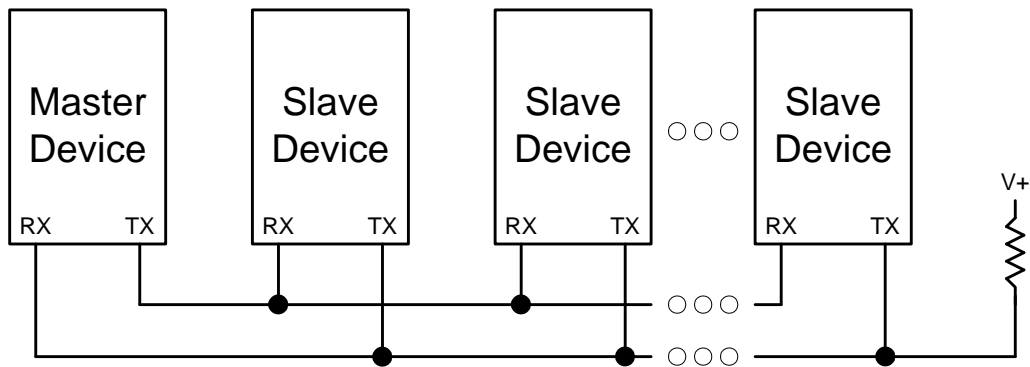 Master
Device
Slave
Device
Slave
Device
Slave
Device
RX TX
RX TX
RX TX
RX TX
V+